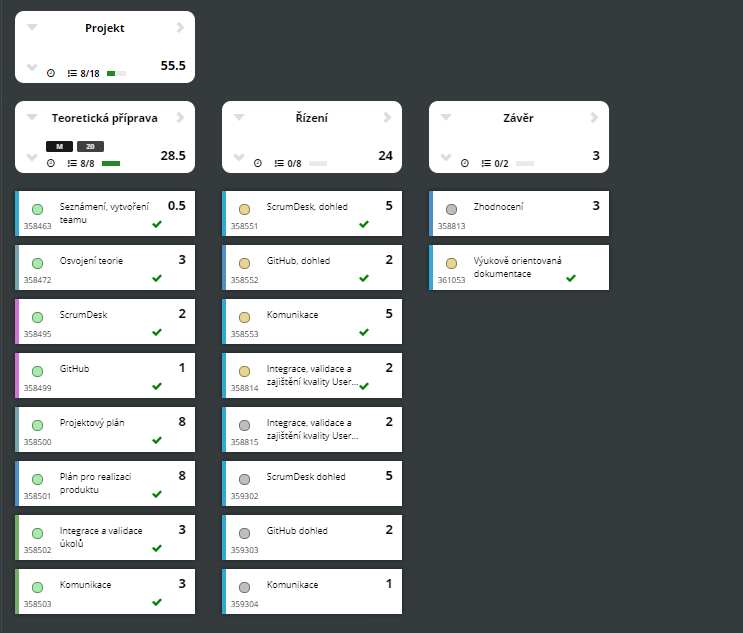 Projekt
8/18
55.5
Teoretická příprava
M 20
8/8
28.5
Seznámení, vytvoření
teamu
0.5
358463
Osvojení teorie
3
358472
ScrumDesk
2
358495
GitHub
1
358499
Projektový plán
8
358500
Plán pro realizaci
produktu
8
358501
Integrace a validace
úkolů
3
358502
Komunikace
3
358503
Řízení
0/8
24
ScrumDesk, dohled
5
358551
GitHub, dohled
2
358552
Komunikace
5
358553
Integrace, validace a
zajištění kvality User...
2
358814
Integrace, validace a
zajištění kvality User...
2
358815
ScrumDesk dohled
5
359302
GitHub dohled
2
359303
Komunikace
1
359304
Závěr
0/2
3
Zhodnocení
3
358813
Výukově orientovaná
dokumentace
361053